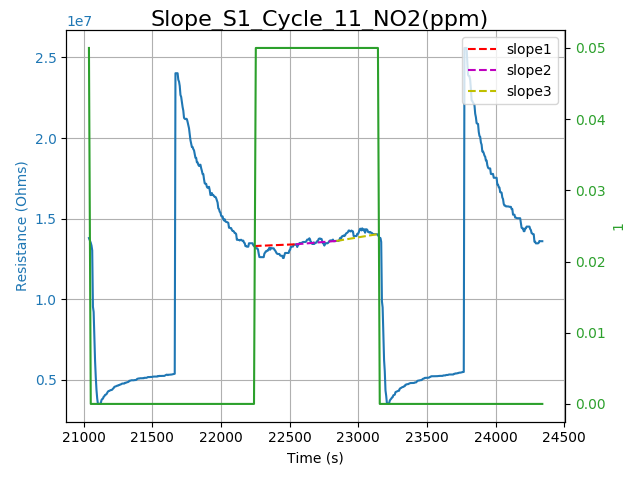 Slope_S1_Cycle_11_NO2(ppm)
1e7
slope1
slope2
slope3
2.5
2.0
1.5
1.0
0.5
Resistance (Ohms)
0.05
0.04
0.03
0.02
0.01
0.00
1
21000 21500 22000 22500 23000 23500 24000 24500
Time (s)